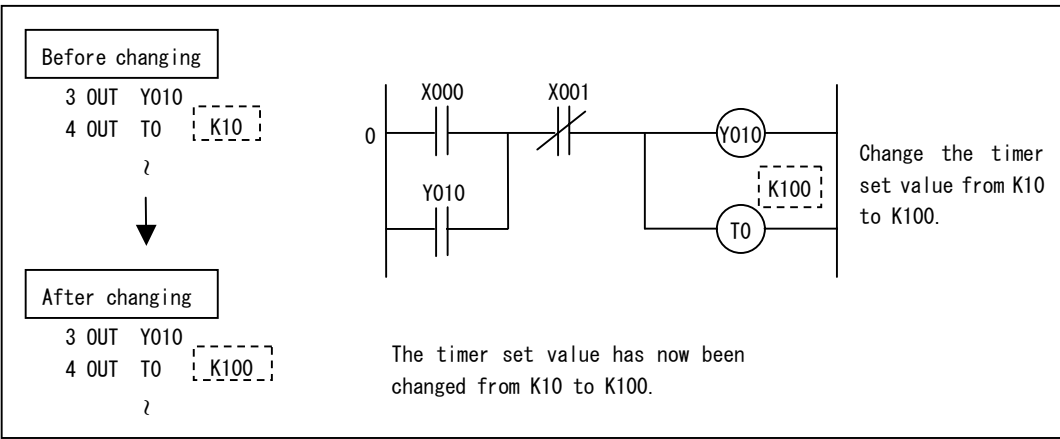 Before changing
3 OUT Y010
4 OUT T0 K10
≀
After changing
3 OUT Y010
4 OUT T0 K100
≀
X000 X001
0
Y010
Y010
K100
T0
Change the timer
set value from K10
to K100.
The timer set value has now been
changed from K10 to K100.